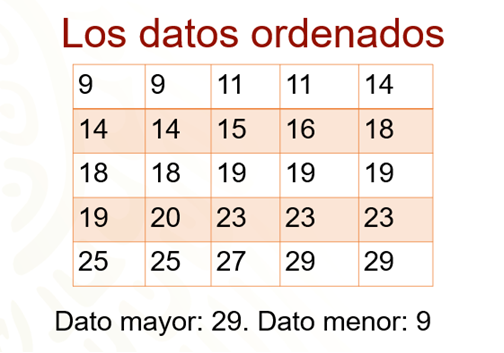 Los datos ordenados
9 9 11 11 14
14 14 15 16 18
18 18 19 19 19
19 20 23 23 23
25 25 27 29 29
Dato mayor: 29. Dato menor: 9